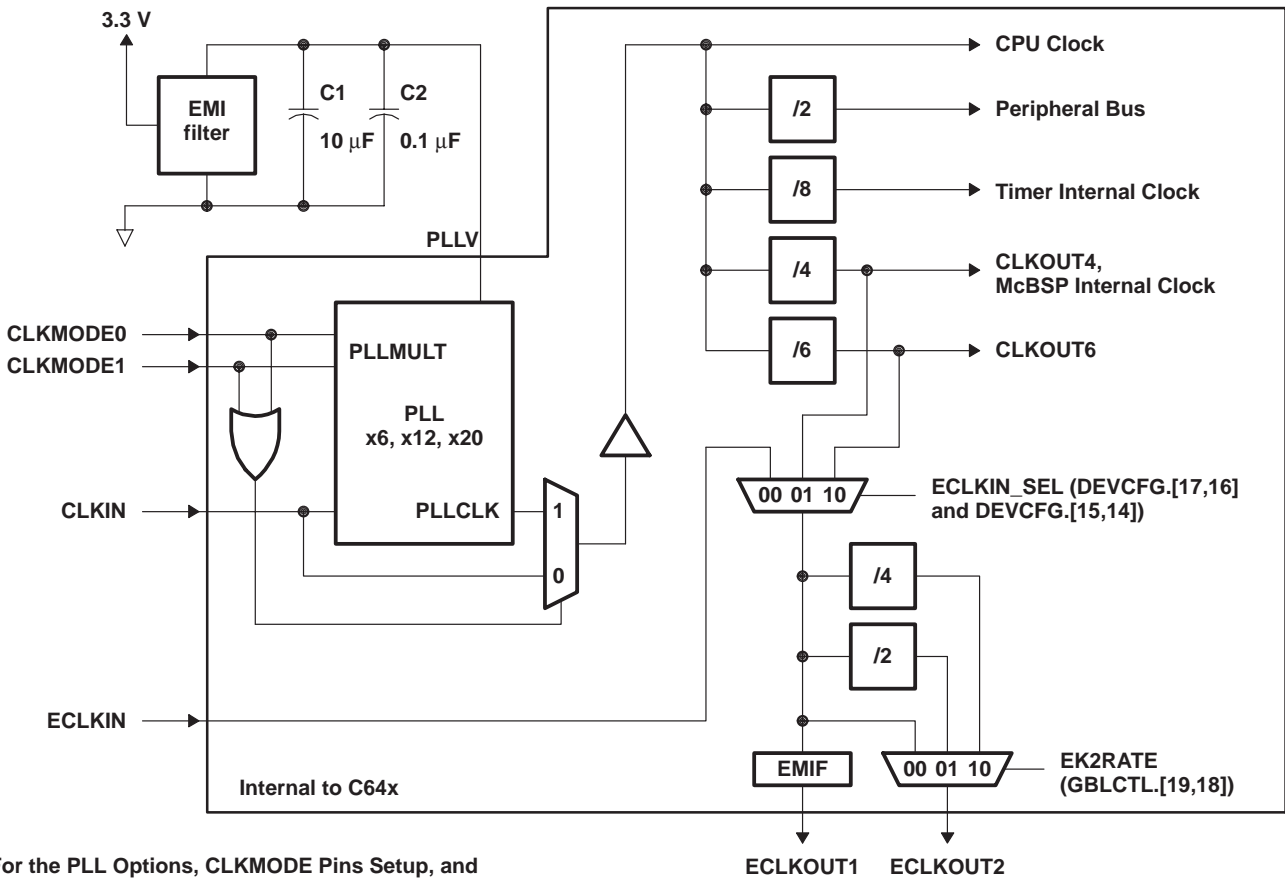 3.3 V
EMI
filter
C1
10 μF
C2
0.1 μF
PLLV
CPU Clock
/2
Peripheral Bus
/8
Timer Internal Clock
/4
CLKOUT4,
McBSP Internal Clock
/6
CLKOUT6
CLKMODE0
CLKMODE1
PLLMULT
PLL
x6, x12, x20
CLKIN
PLLCLK
1
0
00 01 10
ECLKIN_SEL (DEVCFG.[17,16]
and DEVCFG.[15,14])
/4
/2
ECLKIN
EMIF
00 01 10
EK2RATE
(GBLCTL.[19,18])
Internal to C64x
ECLKOUT1 ECLKOUT2
or the PLL Options, CLKMODE Pins Setup, and